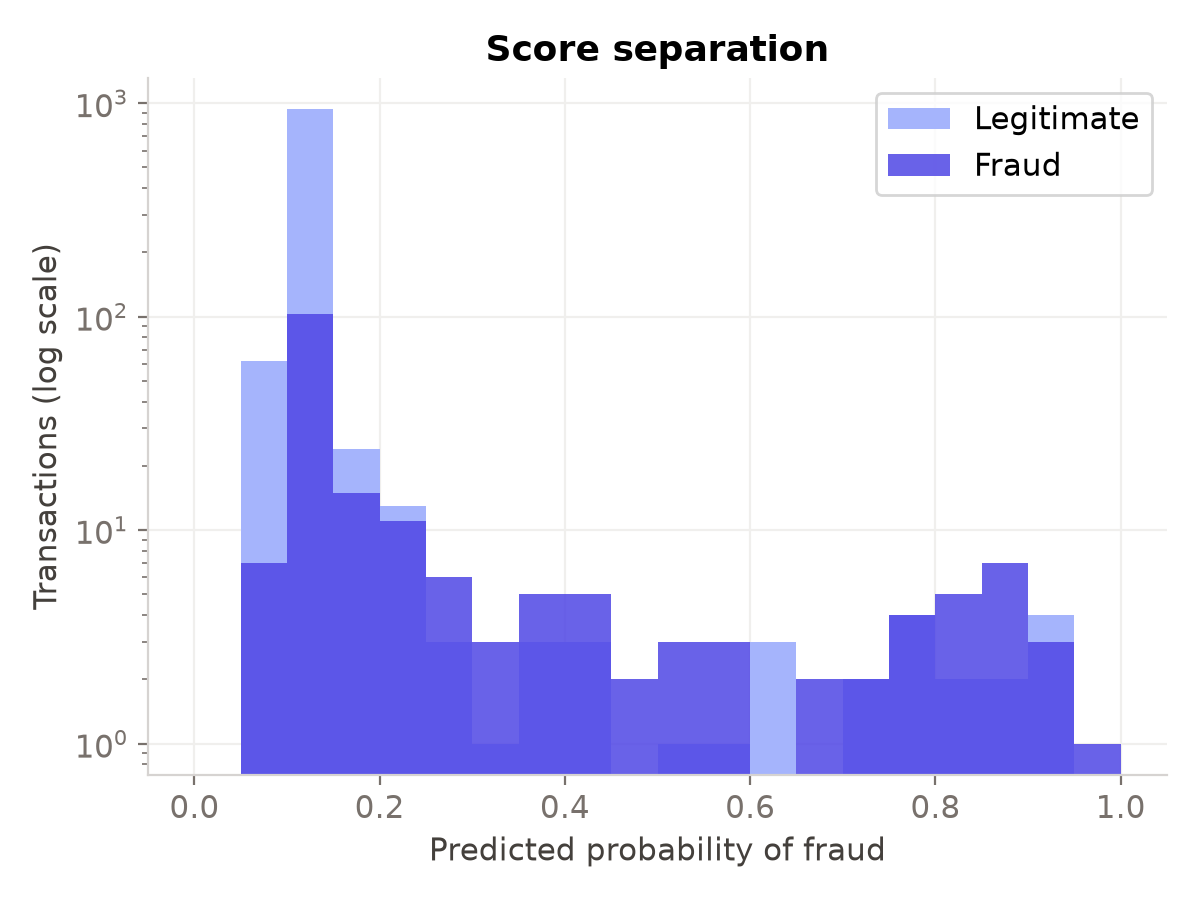 Score separation
Legitimate
Fraud
10³
10²
10¹
10⁰
Transactions (log scale)
0.0 0.2 0.4 0.6 0.8 1.0
Predicted probability of fraud